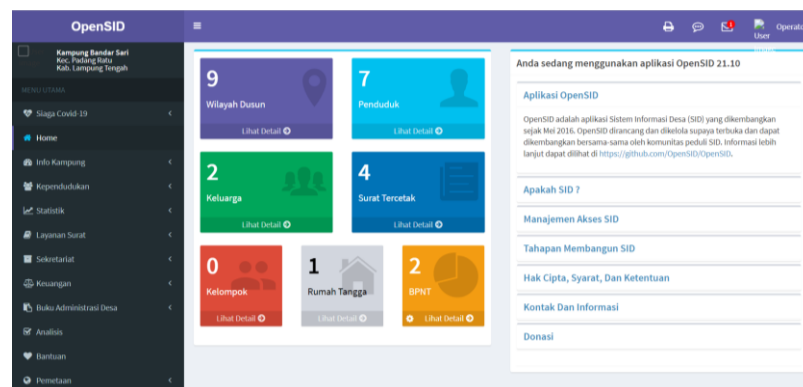 OpenSID
Operato
User
Kampung Bandar Sari
Kec. Padang Ratu
Kab. Lampung Tengah
MENU UTAMA
Siaga Covid-19
Home
Info Kampung
Kependudukan
Statistik
Layanan Surat
Sekretariat
Keuangan
Buku Administrasi Desa
Analisis
Bantuan
Pemetaan
9
Wilayah Dusun
Lihat Detail
7
Penduduk
Lihat Detail
2
Keluarga
Lihat Detail
4
Surat Tercetak
Lihat Detail
0
Kelompok
Lihat Detail
1
Rumah Tangga
Lihat Detail
2
BPNT
Lihat Detail
Anda sedang menggunakan aplikasi OpenSID 21.10
Aplikasi OpenSID
OpenSID adalah aplikasi Sistem Informasi Desa (SID) yang dikembangkan
sejak Mei 2016. OpenSID dirancang dan dikelola supaya terbuka dan dapat
dikembangkan bersama-sama oleh komunitas peduli SID. Informasi lebih
lanjut dapat dilihat di https://github.com/OpenSID/OpenSID.
Apakah SID ?
Manajemen Akses SID
Tahapan Membangun SID
Hak Cipta, Syarat, Dan Ketentuan
Kontak Dan Informasi
Donasi